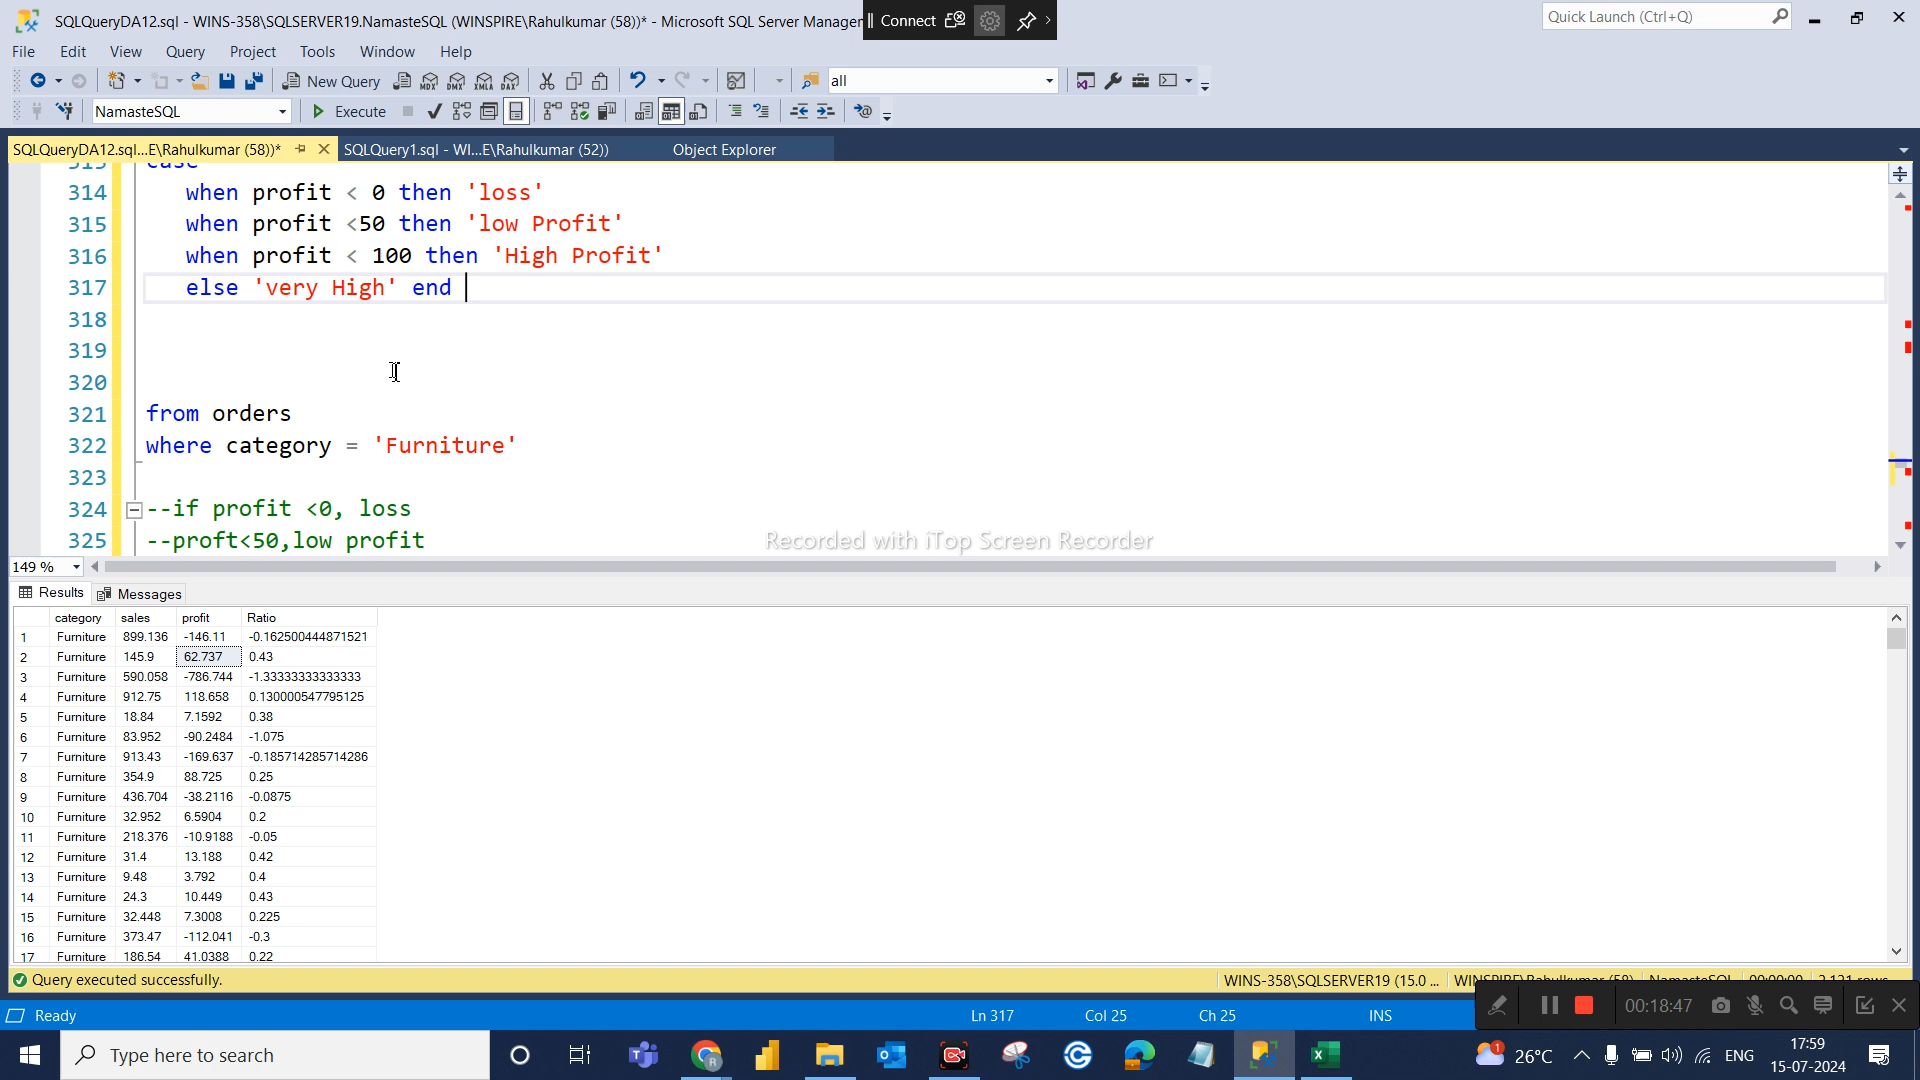 SQLQueryDA12.sql - WINS-358\SQLSERVER19.NamasteSQL (WINSPIRE\Rahulkumar (58))* - Microsoft SQL Server Manager
Connect
Quick Launch (Ctrl+Q)
File Edit View Query Project Tools Window Help
New Query
MDX DMX XMLA DAX
all
NamasteSQL
Execute
SQLQueryDA12.sql...E\Rahulkumar (58))*
SQLQuery1.sql - WI...E\Rahulkumar (52))
Object Explorer
313 case
314 when profit < 0 then 'loss'
315 when profit <50 then 'low Profit'
316 when profit < 100 then 'High Profit'
317 else 'very High' end
318
319
320
321 from orders
322 where category = 'Furniture'
323
324 --if profit <0, loss
325 --proft<50,low profit
Recorded with iTop Screen Recorder
149 %
Results Messages
category sales profit Ratio
1 Furniture 899.136 -146.11 -0.162500444871521
2 Furniture 145.9 62.737 0.43
3 Furniture 590.058 -786.744 -1.33333333333333
4 Furniture 912.75 118.658 0.130000547795125
5 Furniture 18.84 7.1592 0.38
6 Furniture 83.952 -90.2484 -1.075
7 Furniture 913.43 -169.637 -0.185714285714286
8 Furniture 354.9 88.725 0.25
9 Furniture 436.704 -38.2116 -0.0875
10 Furniture 32.952 6.5904 0.2
11 Furniture 218.376 -10.9188 -0.05
12 Furniture 31.4 13.188 0.42
13 Furniture 9.48 3.792 0.4
14 Furniture 24.3 10.449 0.43
15 Furniture 32.448 7.3008 0.225
16 Furniture 373.47 -112.041 -0.3
17 Furniture 186.54 41.0388 0.22
Query executed successfully.
WINS-358\SQLSERVER19 (15.0 ... WINSPIRE\Rahulkumar (58) NamasteSQL 00:00:00 2,121 rows
Ready
Ln 317
Col 25
Ch 25
INS
00:18:47
Type here to search
1
26°C
ENG
17:59
15-07-2024